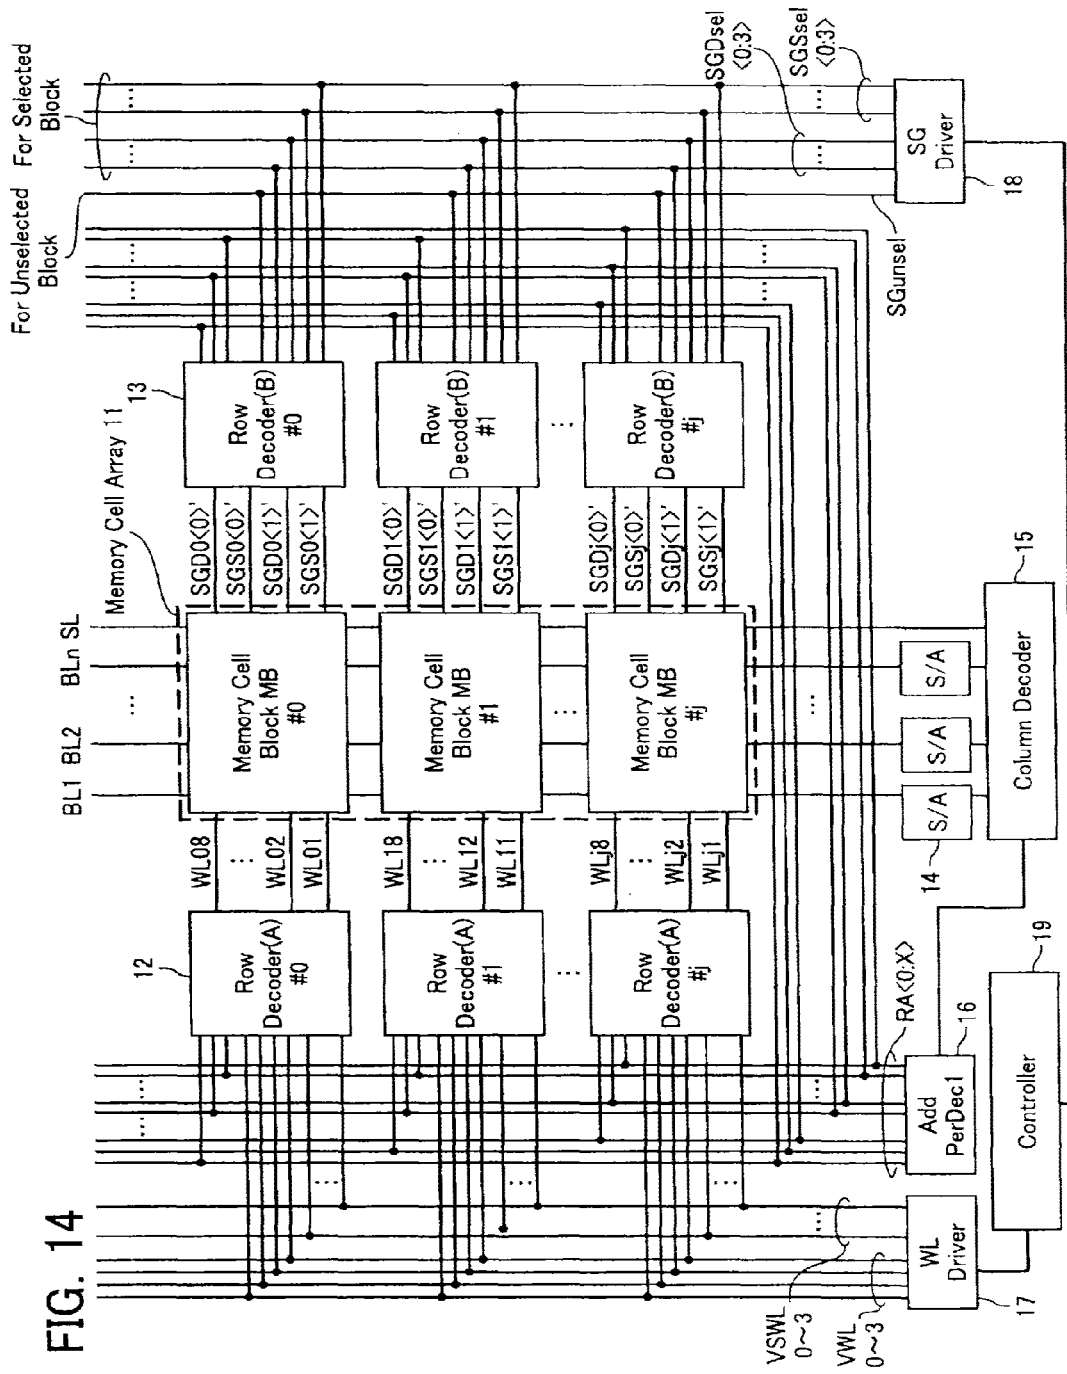 FIG. 14
For Unselected
Block
For Selected
Block
BL1
BL2
...
BLn
SL
Memory Cell Array 11
12
13
Row
Decoder(A)
#0
WL08
WL02
WL01
Memory Cell
Block MB
#0
SGD0<0>'
SGS0<0>'
SGD0<1>'
SGS0<1>'
Row
Decoder(B)
#0
Row
Decoder(A)
#1
WL18
WL12
WL11
Memory Cell
Block MB
#1
SGD1<0>'
SGS1<0>'
SGD1<1>'
SGS1<1>'
Row
Decoder(B)
#1
Row
Decoder(A)
#j
WLj8
WLj2
WLj1
Memory Cell
Block MB
#j
SGDj<0>'
SGSj<0>'
SGDj<1>'
SGSj<1>'
Row
Decoder(B)
#j
VSWL
0~3
VWL
0~3
RA<0:X>
SGunsel
SGDsel
<0:3>
SGSsel
<0:3>
WL
Driver
17
Add
PerDec1
16
14
S/A
S/A
S/A
Column Decoder
15
SG
Driver
18
Controller
19